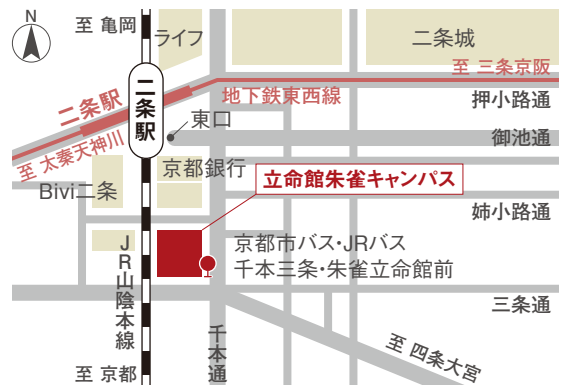 N
至 亀岡
ライフ
二条城
至 三条京阪
二条駅
二条駅
地下鉄東西線
押小路通
東口
御池通
至 太秦天神川
京都銀行
立命館朱雀キャンパス
Bivi二条
姉小路通
京都市バス・JRバス
千本三条・朱雀立命館前
JR山陰本線
三条通
千本通
至 四条大宮
至 京都